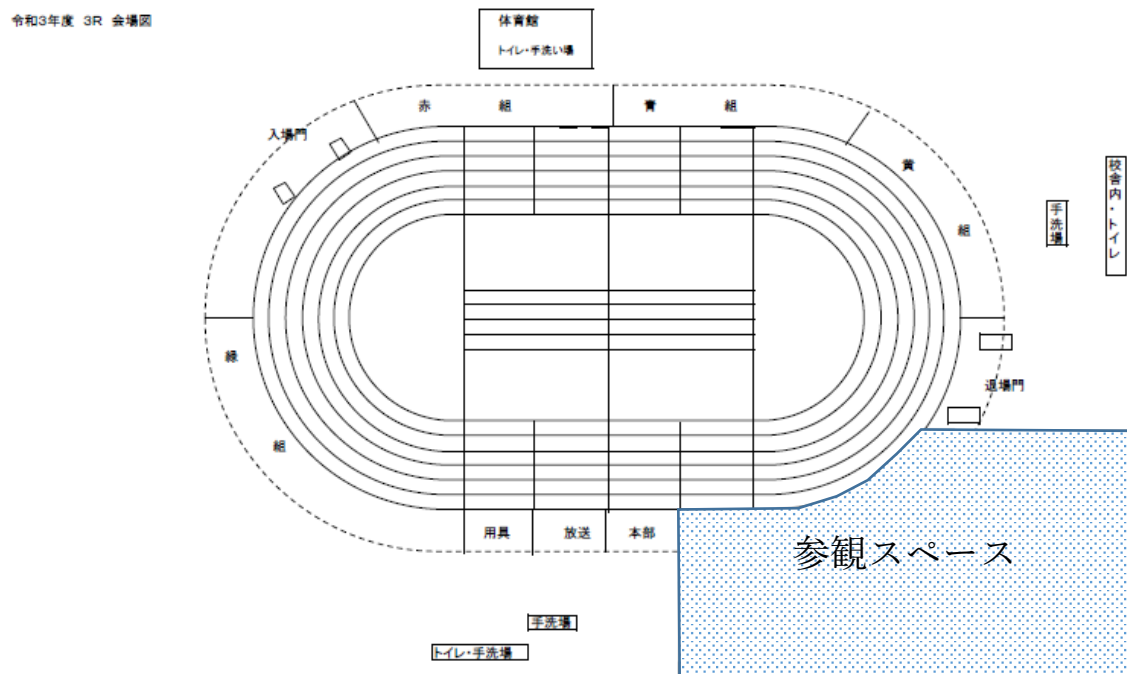 令和3年度 3R 会場図
体育館
トイレ・手洗い場
赤 組
青 組
入場門
黄 組
校舎内・トイレ
手洗場
緑 組
退場門
用具
放送
本部
参観スペース
手洗場
トイレ・手洗場